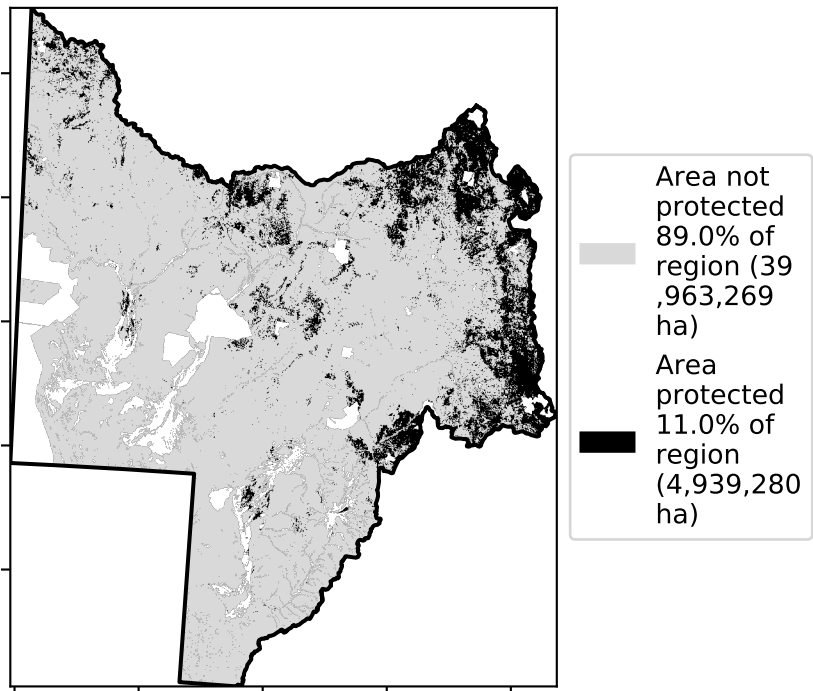 Area not
protected
89.0% of
region (39
,963,269
ha)
Area
protected
11.0% of
region
(4,939,280
ha)